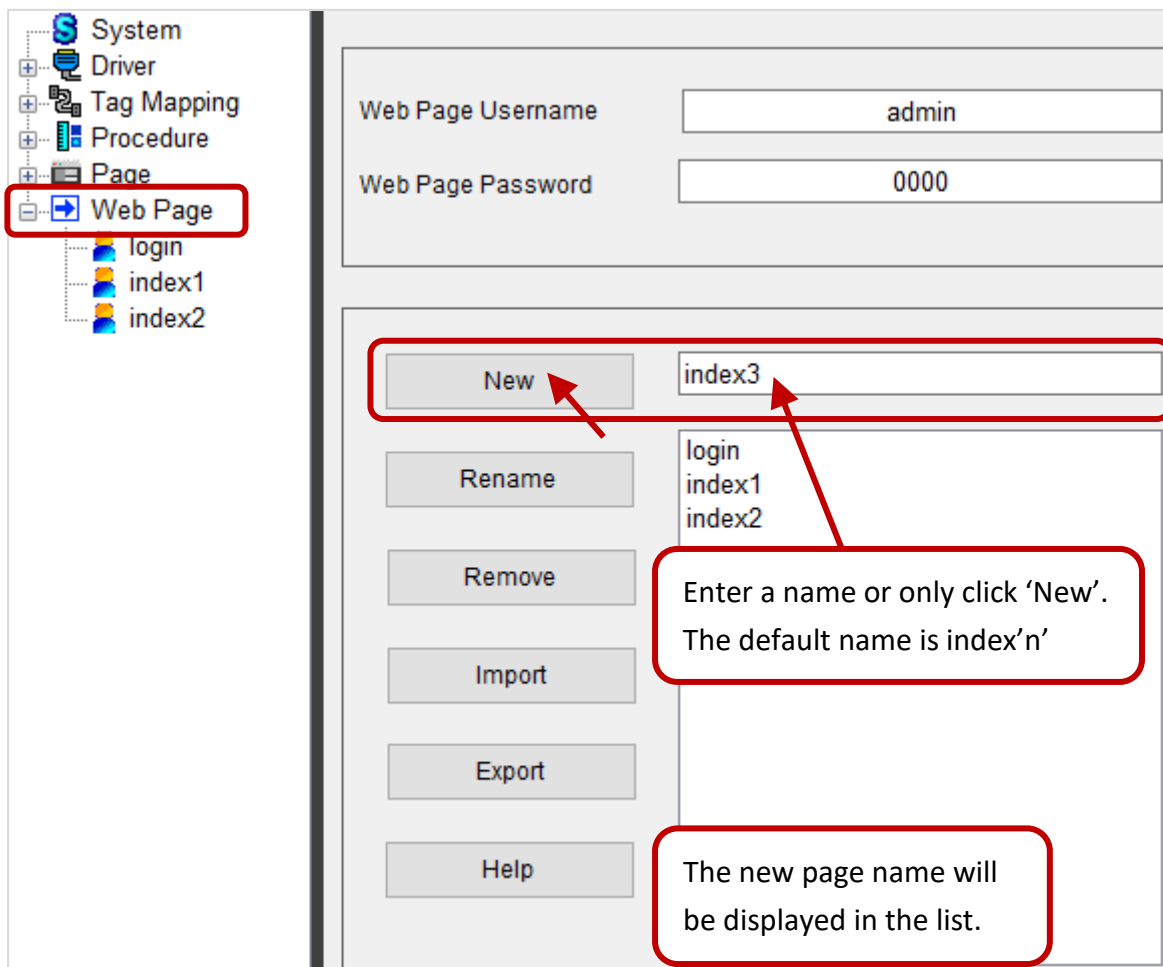 System
Driver
Tag Mapping
Procedure
Page
Web Page
login
index1
index2
Web Page Username
admin
Web Page Password
0000
New
index3
Rename
login
index1
index2
Remove
Enter a name or only click ‘New’.
The default name is index’n’
Import
Export
Help
The new page name will
be displayed in the list.